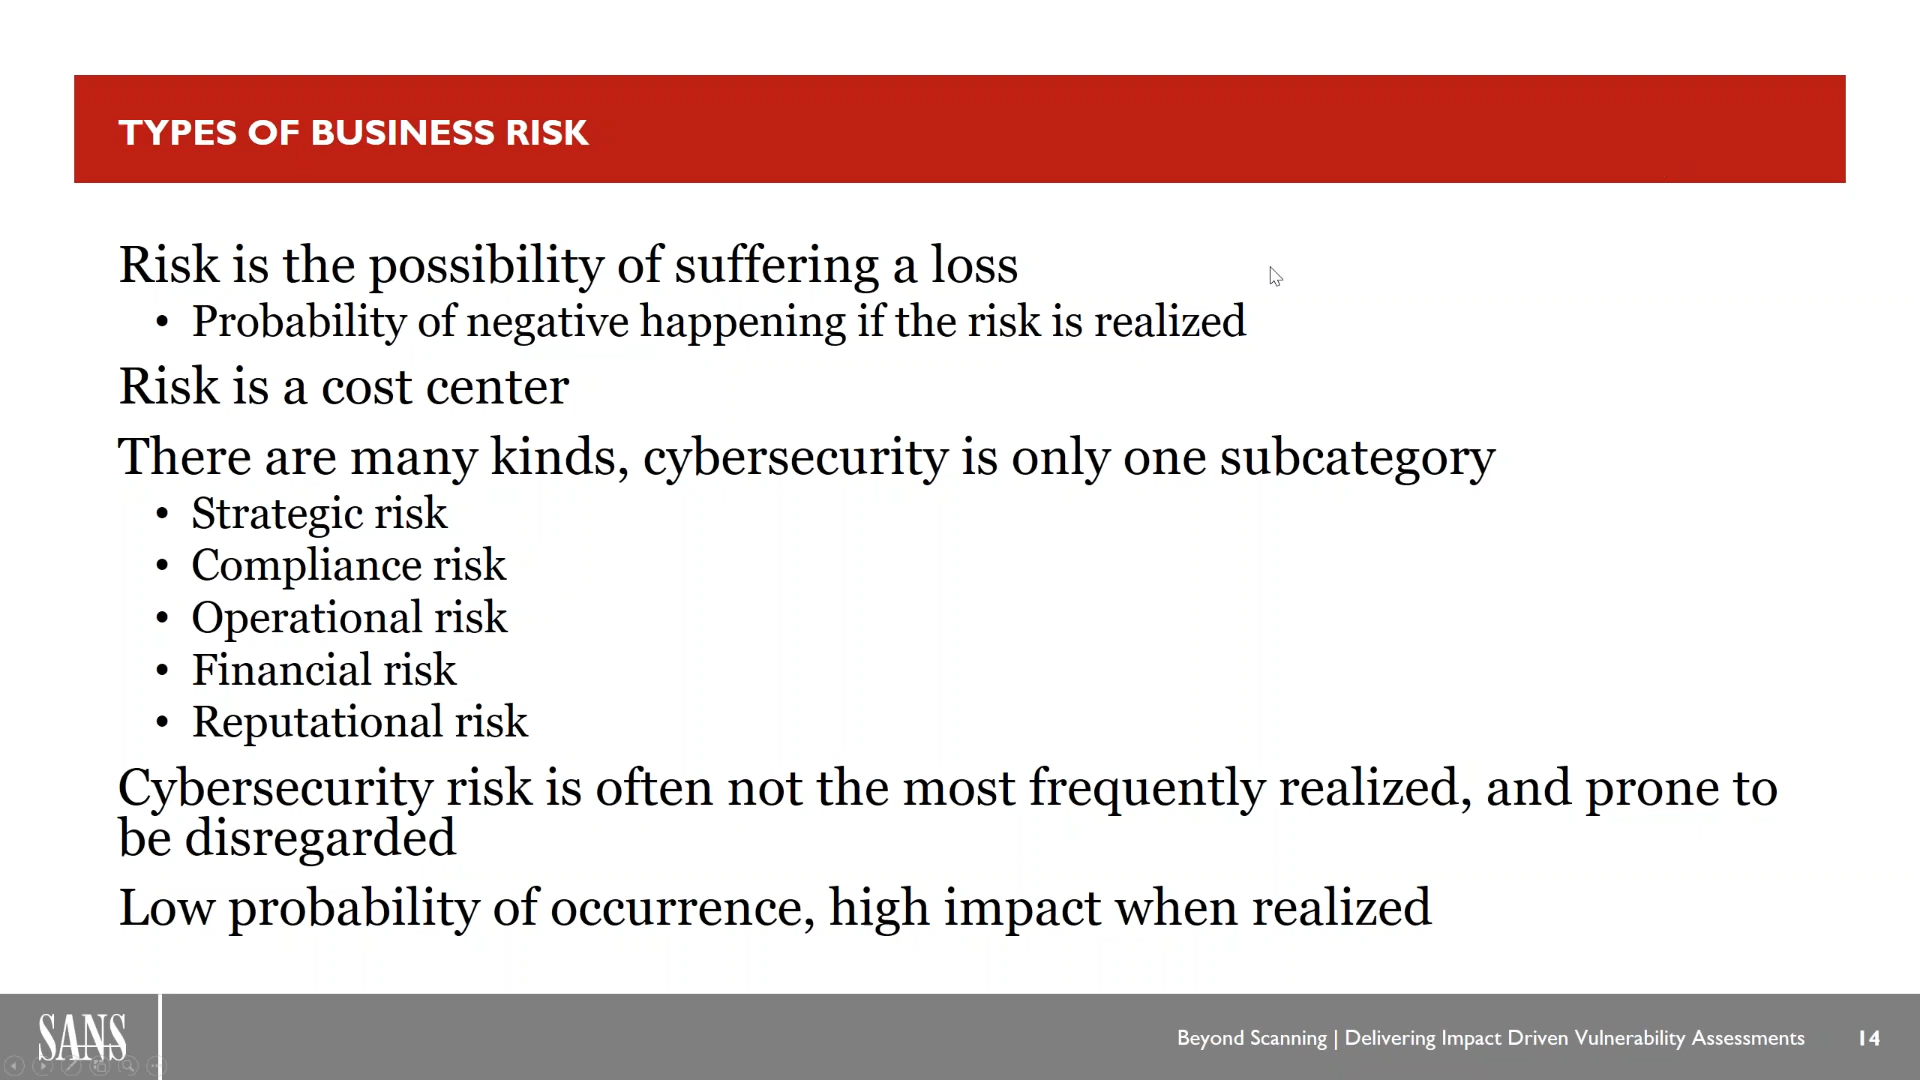 TYPES OF BUSINESS RISK
Risk is the possibility of suffering a loss
• Probability of negative happening if the risk is realized
Risk is a cost center
There are many kinds, cybersecurity is only one subcategory
• Strategic risk
• Compliance risk
• Operational risk
• Financial risk
• Reputational risk
Cybersecurity risk is often not the most frequently realized, and prone to
be disregarded
Low probability of occurrence, high impact when realized
SANS
Beyond Scanning | Delivering Impact Driven Vulnerability Assessments 14